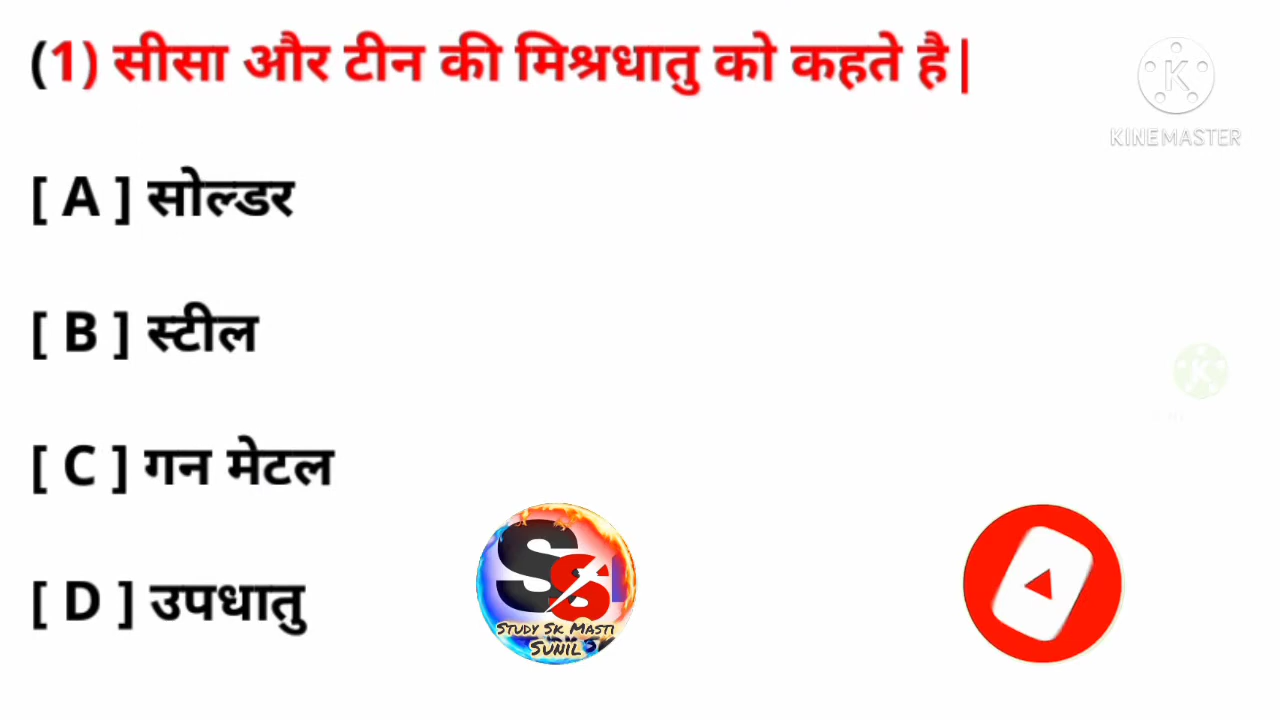 (1) सीसा और टीन की मिश्रधातु को कहते है|
KINEMASTER
[ A ] सोल्डर
[ B ] स्टील
[ C ] गन मेटल
[ D ] उपधातु
STUDY SK MASTI
SUNIL